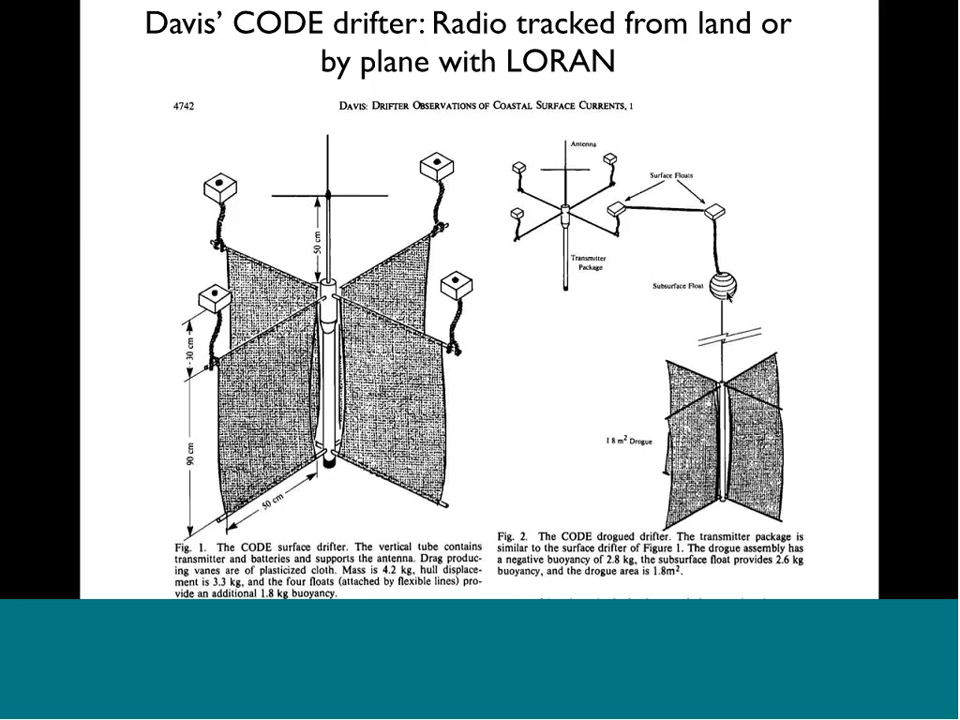 Davis’ CODE drifter: Radio tracked from land or
by plane with LORAN
4742
DAVIS: DRIFTER OBSERVATIONS OF COASTAL SURFACE CURRENTS, 1
50 cm
30 cm
90 cm
50 cm
Antenna
Surface Floats
Transmitter
Package
Subsurface Float
1 8 m² Drogue
Fig. 1. The CODE surface drifter. The vertical tube contains
transmitter and batteries and supports the antenna. Drag produc-
ing vanes are of plasticized cloth. Mass is 4.2 kg, hull displace-
ment is 3.3 kg, and the four floats (attached by flexible lines) pro-
vide an additional 1.8 kg buoyancy.
Fig. 2. The CODE drogued drifter. The transmitter package is
similar to the surface drifter of Figure 1. The drogue assembly has
a negative buoyancy of 2.8 kg, the subsurface float provides 2.6 kg
buoyancy, and the drogue area is 1.8m².